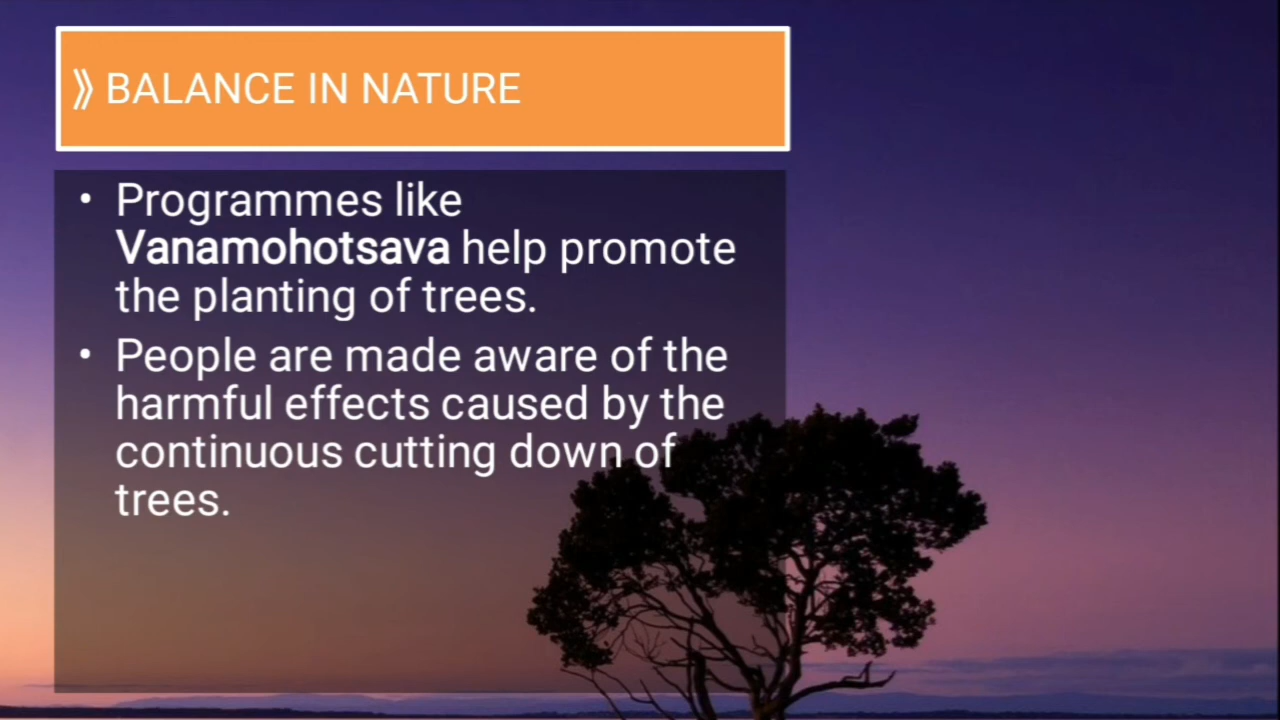 ⟫ BALANCE IN NATURE
• Programmes like
Vanamohotsava help promote
the planting of trees.
• People are made aware of the
harmful effects caused by the
continuous cutting down of
trees.